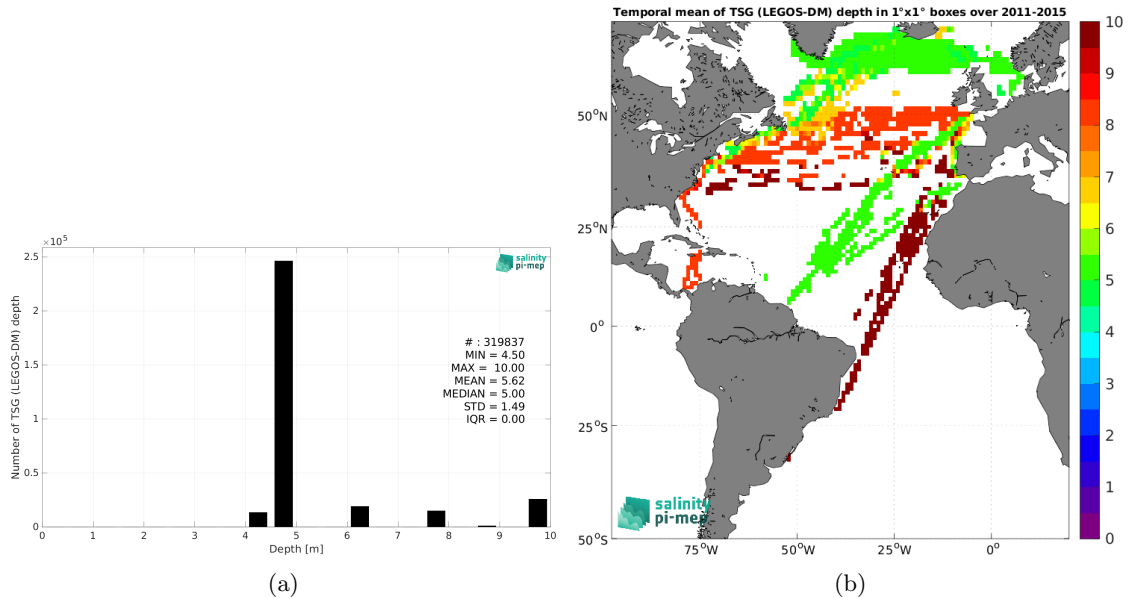 ×10⁵
2.5
2
1.5
1
0.5
0
Number of TSG (LEGOS-DM) depth
salinity
pi-mep
# : 319837
MIN = 4.50
MAX = 10.00
MEAN = 5.62
MEDIAN = 5.00
STD = 1.49
IQR = 0.00
0 1 2 3 4 5 6 7 8 9 10
Depth [m]
(a)
Temporal mean of TSG (LEGOS-DM) depth in 1°x1° boxes over 2011-2015
50°N
25°N
0°
25°S
50°S
75°W 50°W 25°W 0°
salinity
pi-mep
10
9
8
7
6
5
4
3
2
1
0
(b)